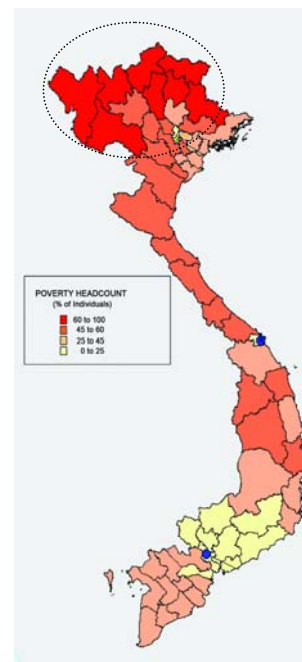 POVERTY HEADCOUNT
(% of Individuals)
60 to 100
45 to 60
25 to 45
0 to 25